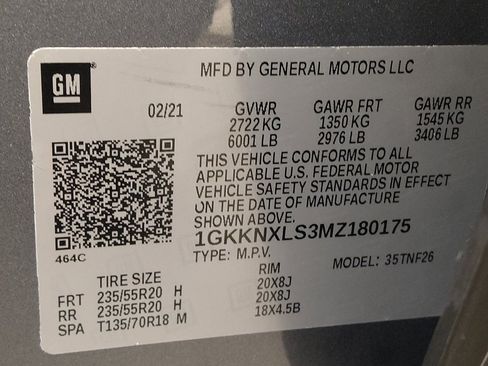 GM
MFD BY GENERAL MOTORS LLC
02/21 GVWR GAWR FRT GAWR RR
2722 KG 1350 KG 1545 KG
6001 LB 2976 LB 3406 LB
THIS VEHICLE CONFORMS TO ALL
APPLICABLE U.S. FEDERAL MOTOR
VEHICLE SAFETY STANDARDS IN EFFECT
ON THE DATE OF MANUFACTURE
SHOWN ABOVE.
1GKKNXLS3MZ180175
464C TYPE: M.P.V. MODEL: 35TNF26
TIRE SIZE RIM
FRT 235/55R20 H 20X8J
RR 235/55R20 H 20X8J
SPA T135/70R18 M 18X4.5B